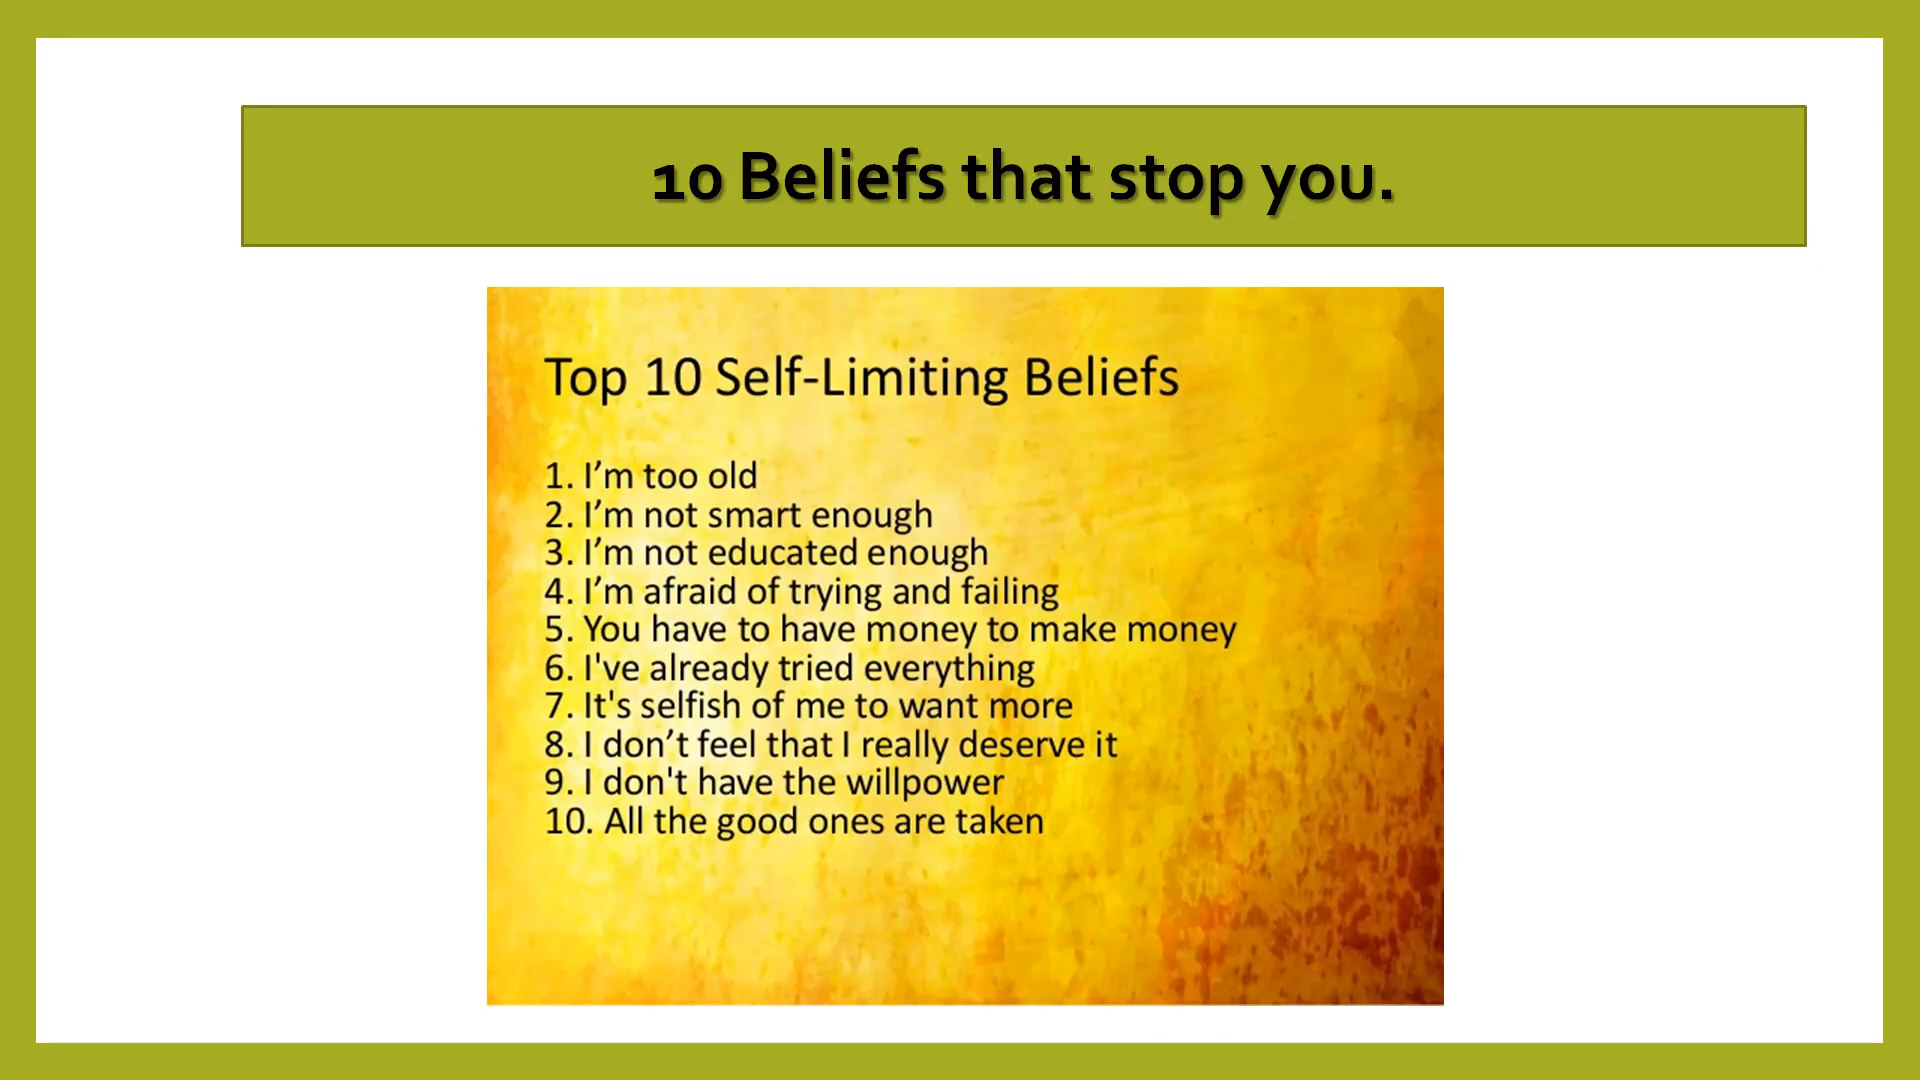 10 Beliefs that stop you.
Top 10 Self-Limiting Beliefs
1. I’m too old
2. I’m not smart enough
3. I’m not educated enough
4. I’m afraid of trying and failing
5. You have to have money to make money
6. I've already tried everything
7. It's selfish of me to want more
8. I don’t feel that I really deserve it
9. I don't have the willpower
10. All the good ones are taken